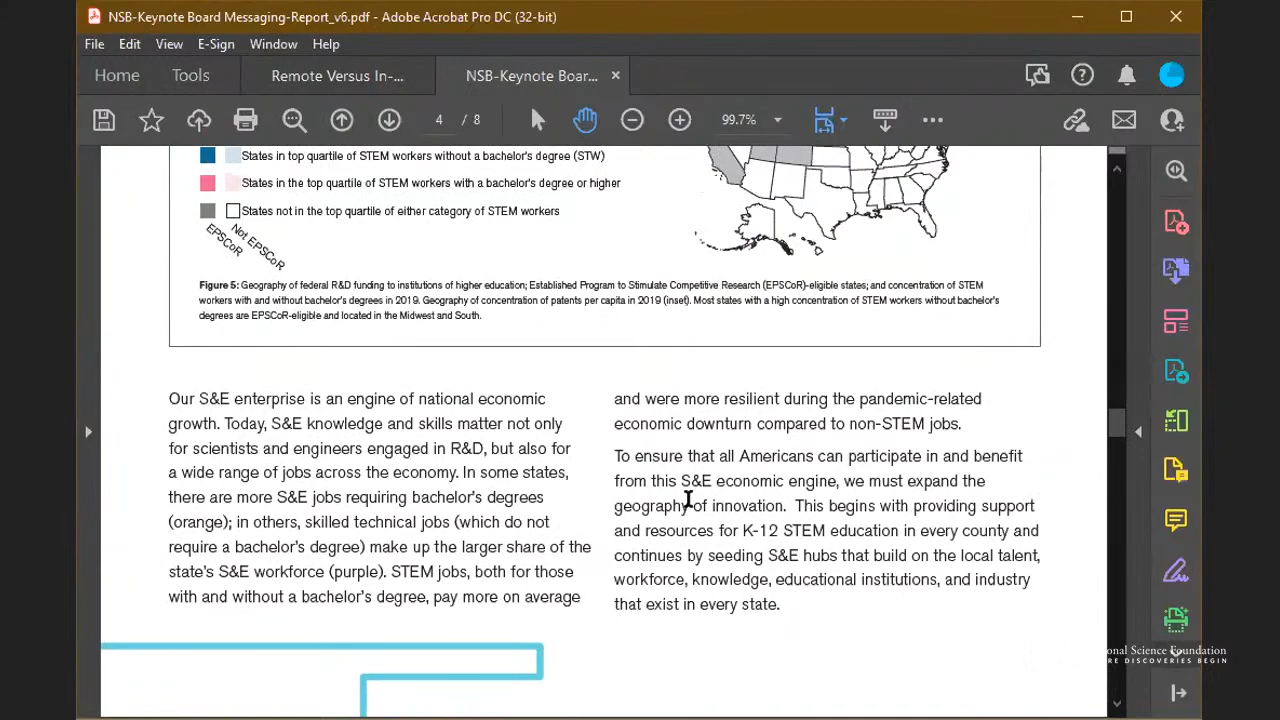 NSB-Keynote Board Messaging-Report_v6.pdf - Adobe Acrobat Pro DC (32-bit)
File Edit View E-Sign Window Help
Home Tools Remote Versus In-... NSB-Keynote Boar... ×
4 / 8 99.7%
States in top quartile of STEM workers without a bachelor's degree (STW)
States in the top quartile of STEM workers with a bachelor's degree or higher
States not in the top quartile of either category of STEM workers
EPSCoR
Not EPSCoR
Figure 5: Geography of federal R&D funding to institutions of higher education; Established Program to Stimulate Competitive Research (EPSCoR)-eligible states; and concentration of STEM
workers with and without bachelor's degrees in 2019. Geography of concentration of patents per capita in 2019 (inset). Most states with a high concentration of STEM workers without bachelor's
degrees are EPSCoR-eligible and located in the Midwest and South.
Our S&E enterprise is an engine of national economic
growth. Today, S&E knowledge and skills matter not only
for scientists and engineers engaged in R&D, but also for
a wide range of jobs across the economy. In some states,
there are more S&E jobs requiring bachelor's degrees
(orange); in others, skilled technical jobs (which do not
require a bachelor's degree) make up the larger share of the
state's S&E workforce (purple). STEM jobs, both for those
with and without a bachelor's degree, pay more on average
and were more resilient during the pandemic-related
economic downturn compared to non-STEM jobs.
To ensure that all Americans can participate in and benefit
from this S&E economic engine, we must expand the
geography of innovation. This begins with providing support
and resources for K-12 STEM education in every county and
continues by seeding S&E hubs that build on the local talent,
workforce, knowledge, educational institutions, and industry
that exist in every state.
onal Science Foundation
RE DISCOVERIES BEGIN